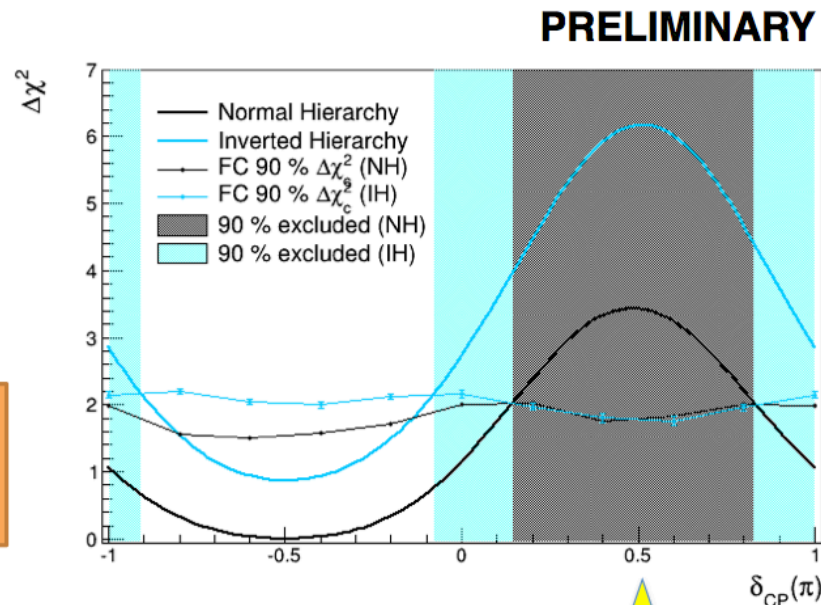 PRELIMINARY
Δχ²
7
6
5
4
3
2
1
0
Normal Hierarchy
Inverted Hierarchy
FC 90 % Δχ²c (NH)
FC 90 % Δχ²c (IH)
90 % excluded (NH)
90 % excluded (IH)
-1
-0.5
0
0.5
1
δCP(π)